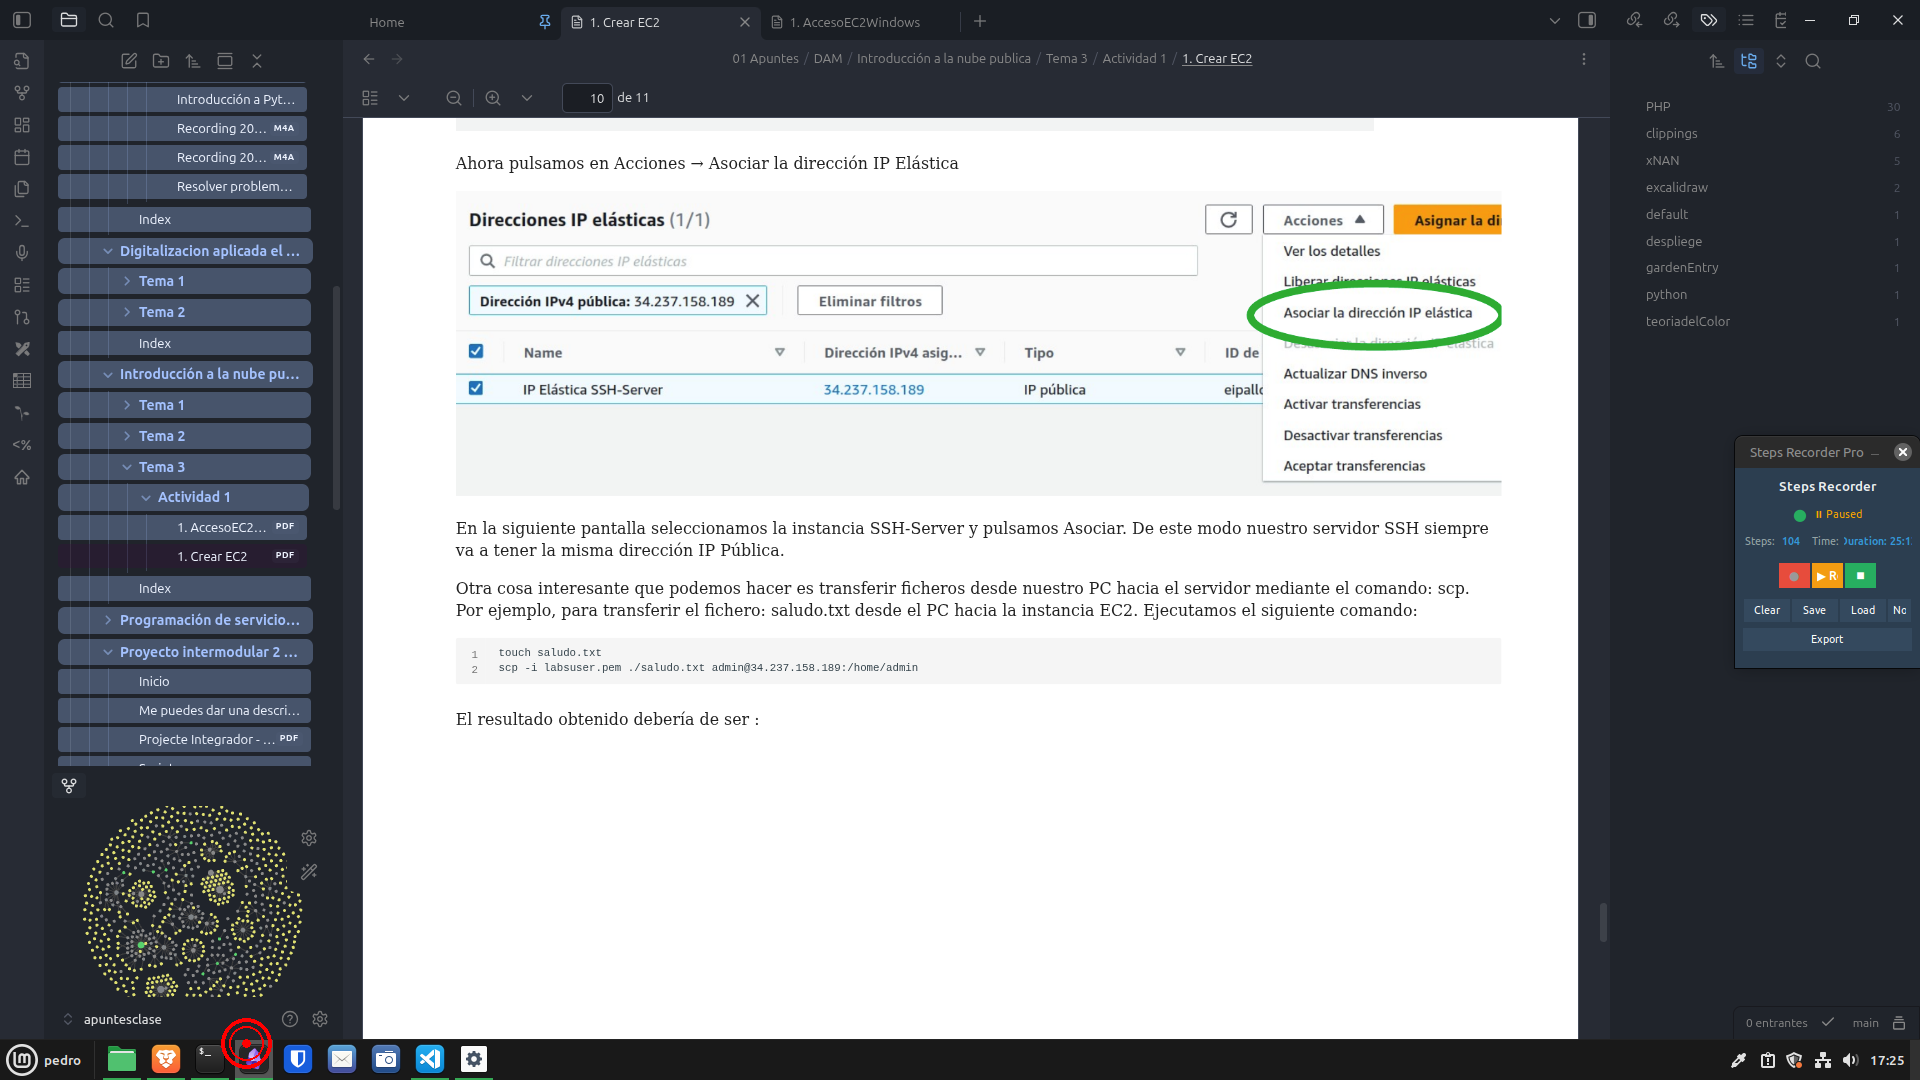 Home
1. Crear EC2
1. AccesoEC2Windows
01 Apuntes / DAM / Introducción a la nube publica / Tema 3 / Actividad 1 / 1. Crear EC2
10 de 11
Introducción a Pyt...
Recording 20... M4A
Recording 20... M4A
Resolver problem...
Index
Digitalizacion aplicada el ...
Tema 1
Tema 2
Index
Introducción a la nube pu...
Tema 1
Tema 2
Tema 3
Actividad 1
1. AccesoEC2... PDF
1. Crear EC2 PDF
Index
Programación de servicio...
Proyecto intermodular 2 ...
Inicio
Me puedes dar una descri...
Projecte Integrador - ... PDF
apuntesclase
Ahora pulsamos en Acciones → Asociar la dirección IP Elástica
Direcciones IP elásticas (1/1)
Acciones
Asignar la di
Filtrar direcciones IP elásticas
Dirección IPv4 pública: 34.237.158.189
Eliminar filtros
Ver los detalles
Liberar direcciones IP elásticas
Asociar la dirección IP elástica
Desasociar la dirección IP elástica
Actualizar DNS inverso
Activar transferencias
Desactivar transferencias
Aceptar transferencias
Name
Dirección IPv4 asig...
Tipo
ID de
IP Elástica SSH-Server
34.237.158.189
IP pública
eipallo
En la siguiente pantalla seleccionamos la instancia SSH-Server y pulsamos Asociar. De este modo nuestro servidor SSH siempre
va a tener la misma dirección IP Pública.
Otra cosa interesante que podemos hacer es transferir ficheros desde nuestro PC hacia el servidor mediante el comando: scp.
Por ejemplo, para transferir el fichero: saludo.txt desde el PC hacia la instancia EC2. Ejecutamos el siguiente comando:
1 touch saludo.txt
2 scp -i labsuser.pem ./saludo.txt admin@34.237.158.189:/home/admin
El resultado obtenido debería de ser :
PHP 30
clippings 6
xNAN 5
excalidraw 2
default 1
despliege 1
gardenEntry 1
python 1
teoriadelColor 1
Steps Recorder Pro
Steps Recorder
Paused
Steps: 104 Time: Duration: 25:1
R
Clear
Save
Load
No
Export
0 entrantes
main
pedro
17:25